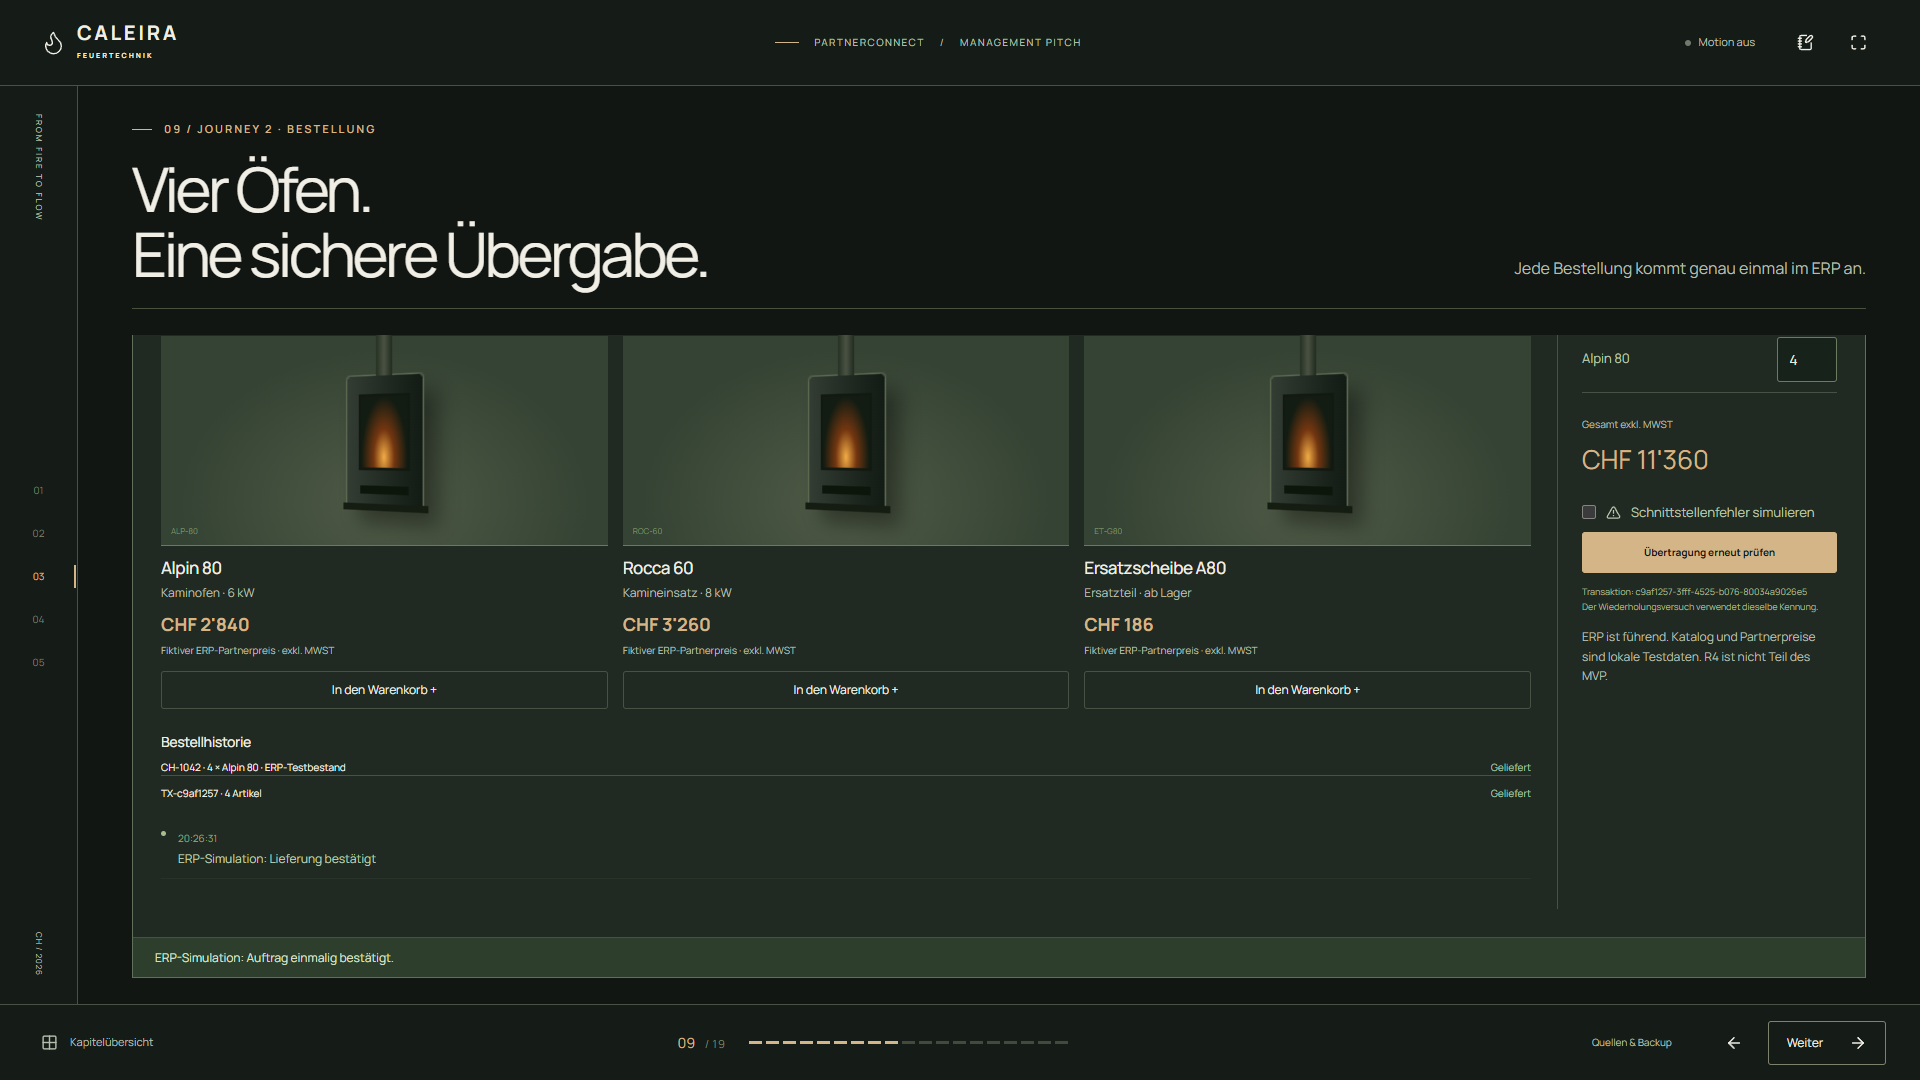 CALEIRA
FEUERTECHNIK
PARTNERCONNECT / MANAGEMENT PITCH
Motion aus
FROM FIRE TO FLOW
01
02
03
04
05
CH / 2026
09 / JOURNEY 2 · BESTELLUNG
Vier Öfen.
Eine sichere Übergabe.
Jede Bestellung kommt genau einmal im ERP an.
ALP-80
Alpin 80
Kaminofen · 6 kW
CHF 2'840
Fiktiver ERP-Partnerpreis · exkl. MWST
In den Warenkorb +
ROC-60
Rocca 60
Kamineinsatz · 8 kW
CHF 3'260
Fiktiver ERP-Partnerpreis · exkl. MWST
In den Warenkorb +
ET-G80
Ersatzscheibe A80
Ersatzteil · ab Lager
CHF 186
Fiktiver ERP-Partnerpreis · exkl. MWST
In den Warenkorb +
Bestellhistorie
CH-1042 · 4 × Alpin 80 · ERP-Testbestand Geliefert
TX-c9af1257 · 4 Artikel Geliefert
20:26:31
ERP-Simulation: Lieferung bestätigt
Alpin 80 4
Gesamt exkl. MWST
CHF 11'360
Schnittstellenfehler simulieren
Übertragung erneut prüfen
Transaktion: c9af1257-3fff-4525-b076-80034a9026e5
Der Wiederholungsversuch verwendet dieselbe Kennung.
ERP ist führend. Katalog und Partnerpreise
sind lokale Testdaten. R4 ist nicht Teil des
MVP.
ERP-Simulation: Auftrag einmalig bestätigt.
Kapitelübersicht
09 / 19
Quellen & Backup
Weiter